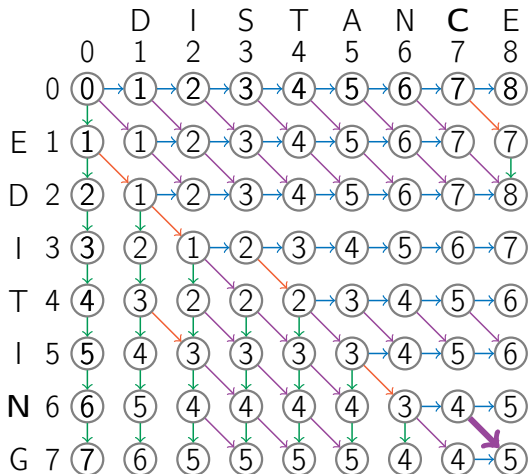 D I S T A N C E
0 1 2 3 4 5 6 7 8
0 0 1 2 3 4 5 6 7 8
E 1 1 1 2 3 4 5 6 7 7
D 2 2 1 2 3 4 5 6 7 8
I 3 3 2 1 2 3 4 5 6 7
T 4 4 3 2 2 2 3 4 5 6
I 5 5 4 3 3 3 3 4 5 6
N 6 6 5 4 4 4 4 3 4 5
G 7 7 6 5 5 5 5 4 4 5